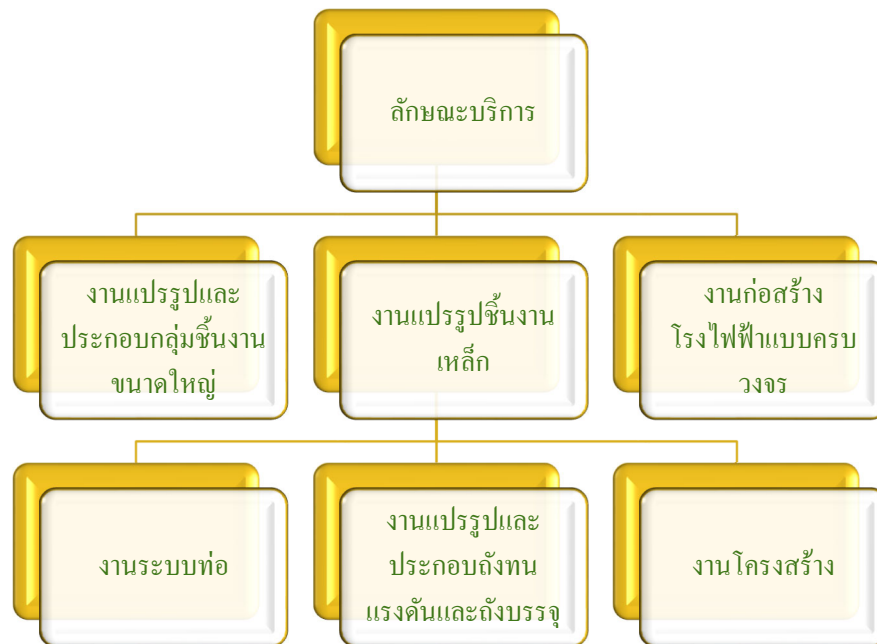 ลักษณะบริการ
งานแปรรูปและ
ประกอบกลุ่มชิ้นงาน
ขนาดใหญ่
งานแปรรูปชิ้นงาน
เหล็ก
งานก่อสร้าง
โรงไฟฟ้าแบบครบ
วงจร
งานระบบท่อ
งานแปรรูปและ
ประกอบถังทน
แรงดันและถังบรรจุ
งานโครงสร้าง